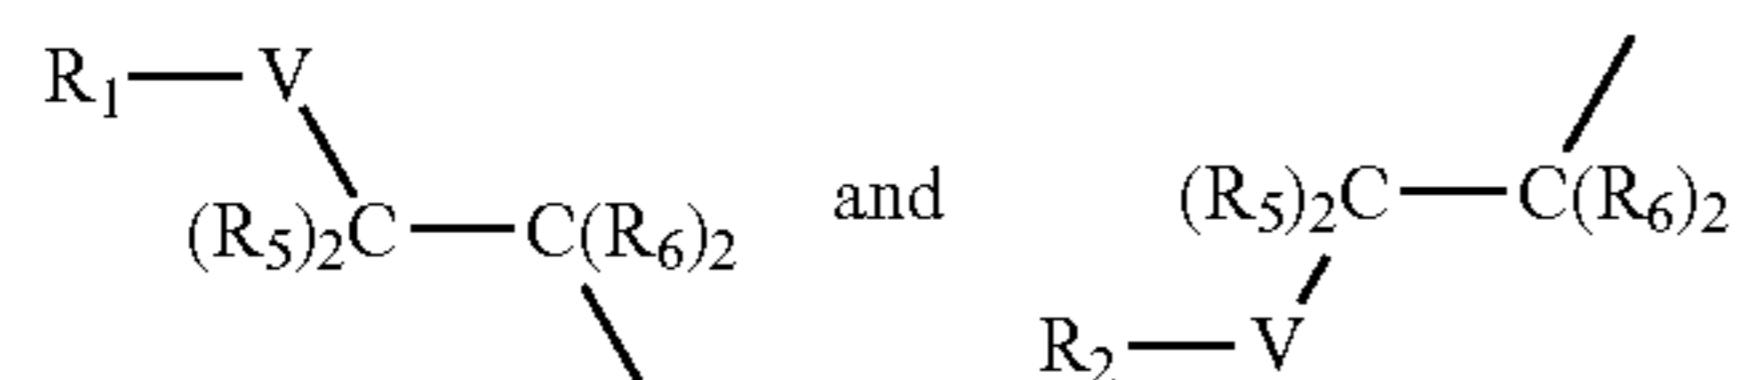 R₁—V
(R₅)₂C—C(R₆)₂ and (R₅)₂C—C(R₆)₂
R₂—V